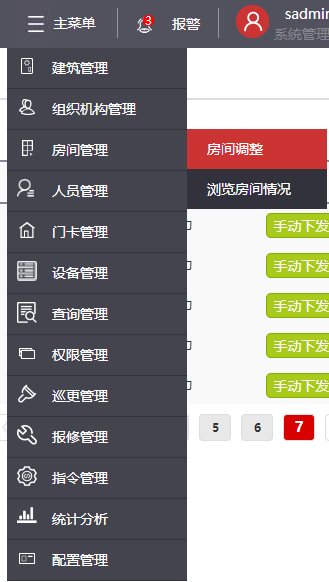 主菜单
3
报警
sadmin
系统管理
建筑管理
组织机构管理
房间管理
房间调整
人员管理
浏览房间情况
门卡管理
手动下发
设备管理
手动下发
查询管理
手动下发
权限管理
手动下发
巡更管理
手动下发
报修管理
5
6
7
指令管理
统计分析
配置管理